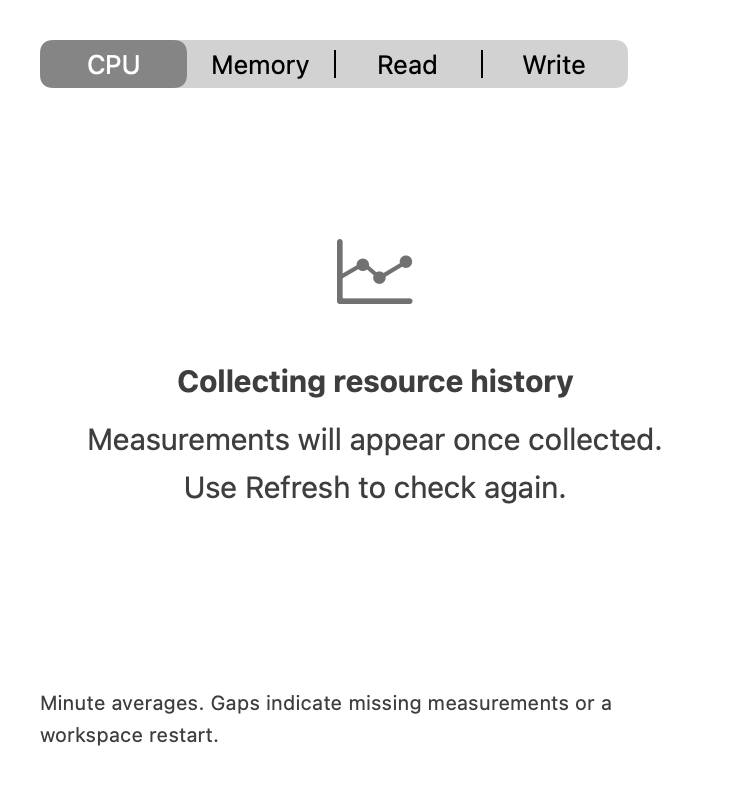 CPU Memory Read Write
Collecting resource history
Measurements will appear once collected.
Use Refresh to check again.
Minute averages. Gaps indicate missing measurements or a
workspace restart.